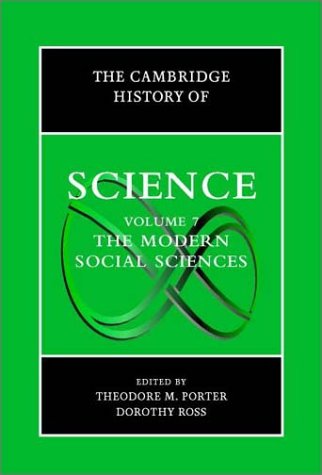 THE CAMBRIDGE
HISTORY OF
SCIENCE
VOLUME 7
THE MODERN
SOCIAL SCIENCES
EDITED BY
THEODORE M. PORTER
DOROTHY ROSS